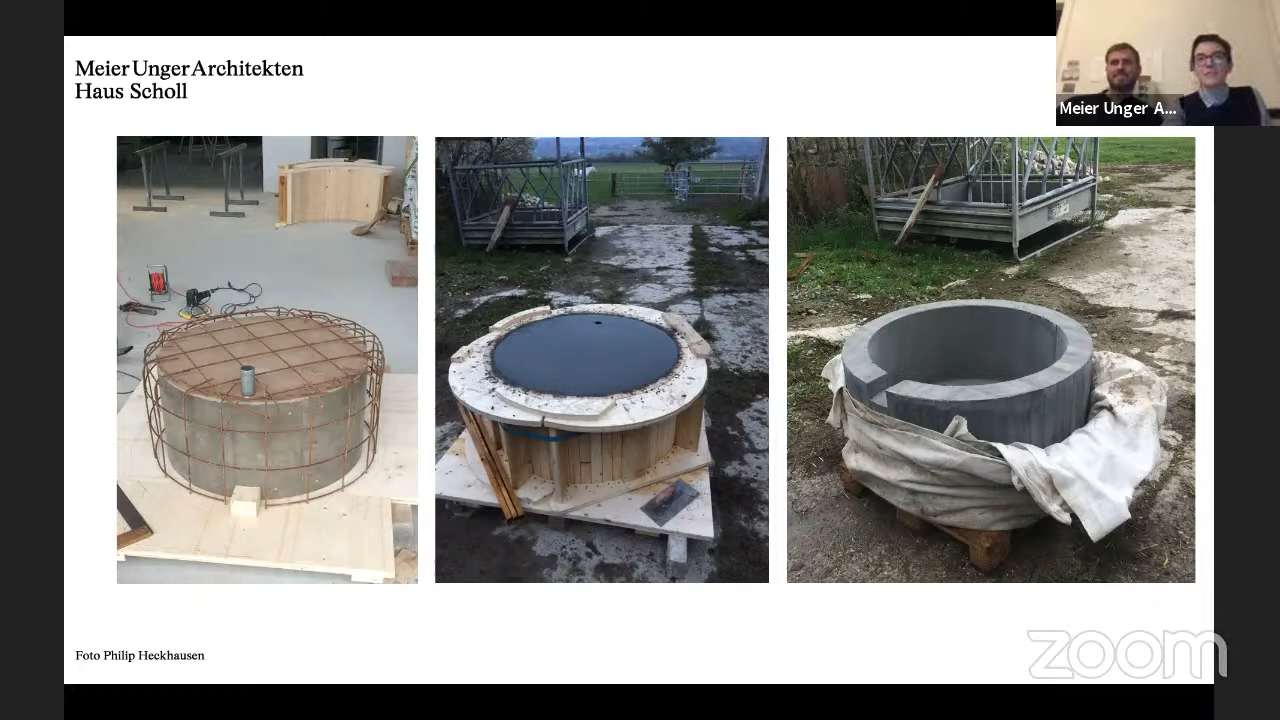 Meier Unger Architekten
Haus Scholl
Meier Unger A...
Foto Philip Heckhausen
zoom